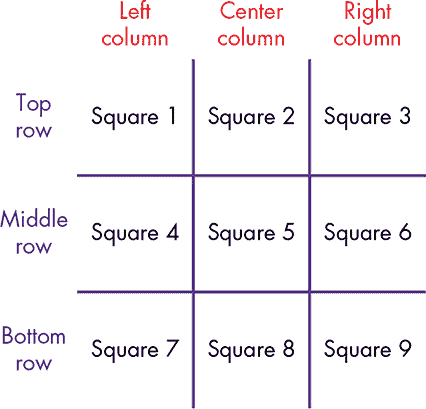 Left column
Center column
Right column
Top row
Square 1
Square 2
Square 3
Middle row
Square 4
Square 5
Square 6
Bottom row
Square 7
Square 8
Square 9